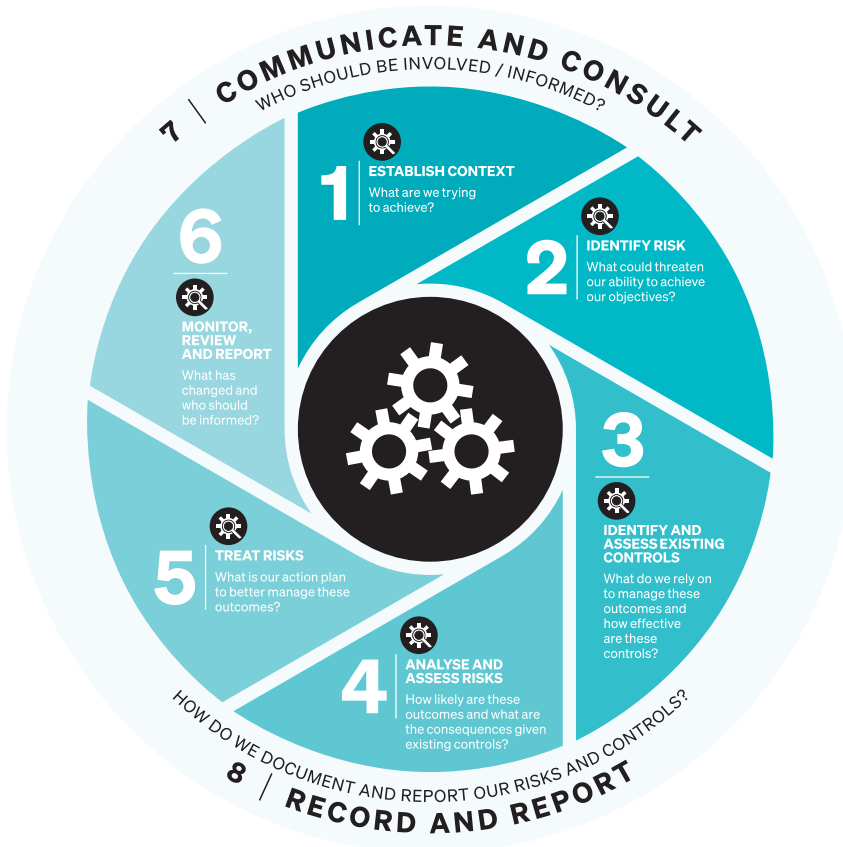 7 | COMMUNICATE AND CONSULT
WHO SHOULD BE INVOLVED / INFORMED?
1
ESTABLISH CONTEXT
What are we trying
to achieve?
2
IDENTIFY RISK
What could threaten
our ability to achieve
our objectives?
3
IDENTIFY AND
ASSESS EXISTING
CONTROLS
What do we rely on
to manage these
outcomes and
how effective
are these
controls?
4
ANALYSE AND
ASSESS RISKS
How likely are these
outcomes and what are
the consequences given
existing controls?
5
TREAT RISKS
What is our action plan
to better manage these
outcomes?
6
MONITOR,
REVIEW
AND REPORT
What has
changed and
who should
be informed?
HOW DO WE DOCUMENT AND REPORT OUR RISKS AND CONTROLS?
8 | RECORD AND REPORT